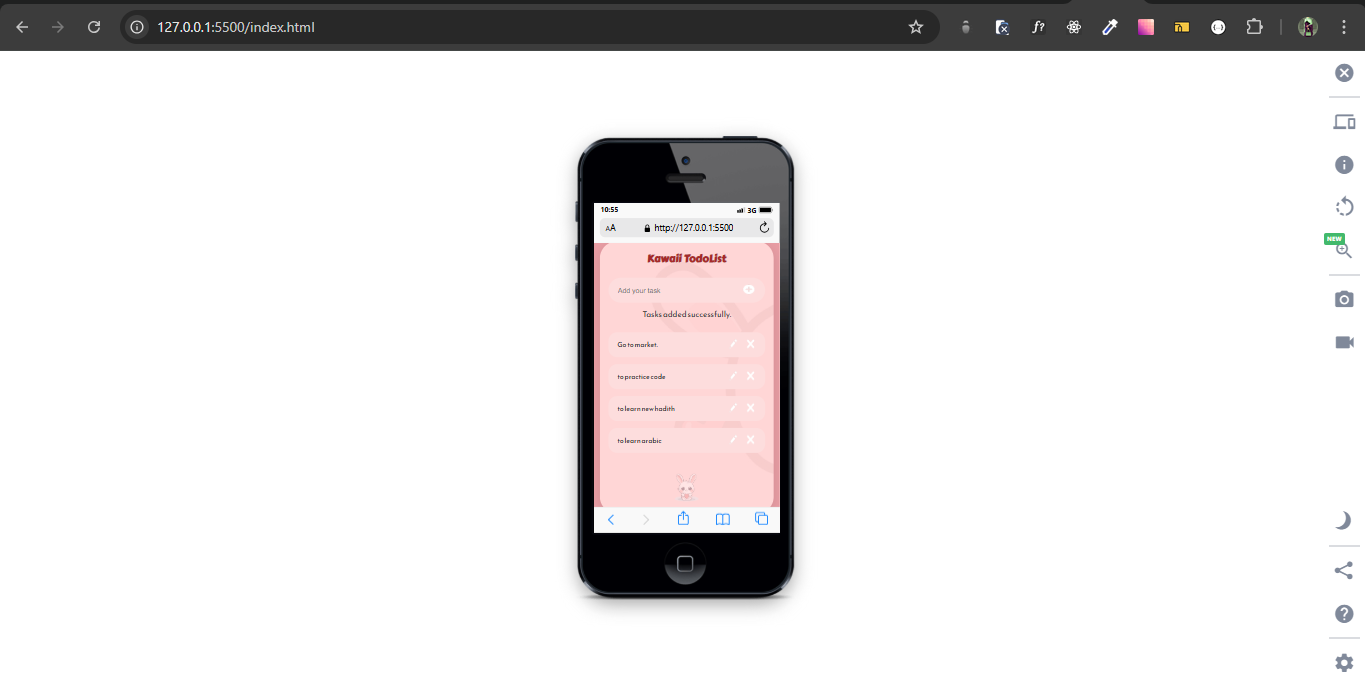 127.0.0.1:5500/index.html
f?
NEW
10:55
3G
AA
http://127.0.0.1:5500
Kawaii TodoList
Add your task
Tasks added successfully.
Go to market.
to practice code
to learn new hadith
to learn arabic